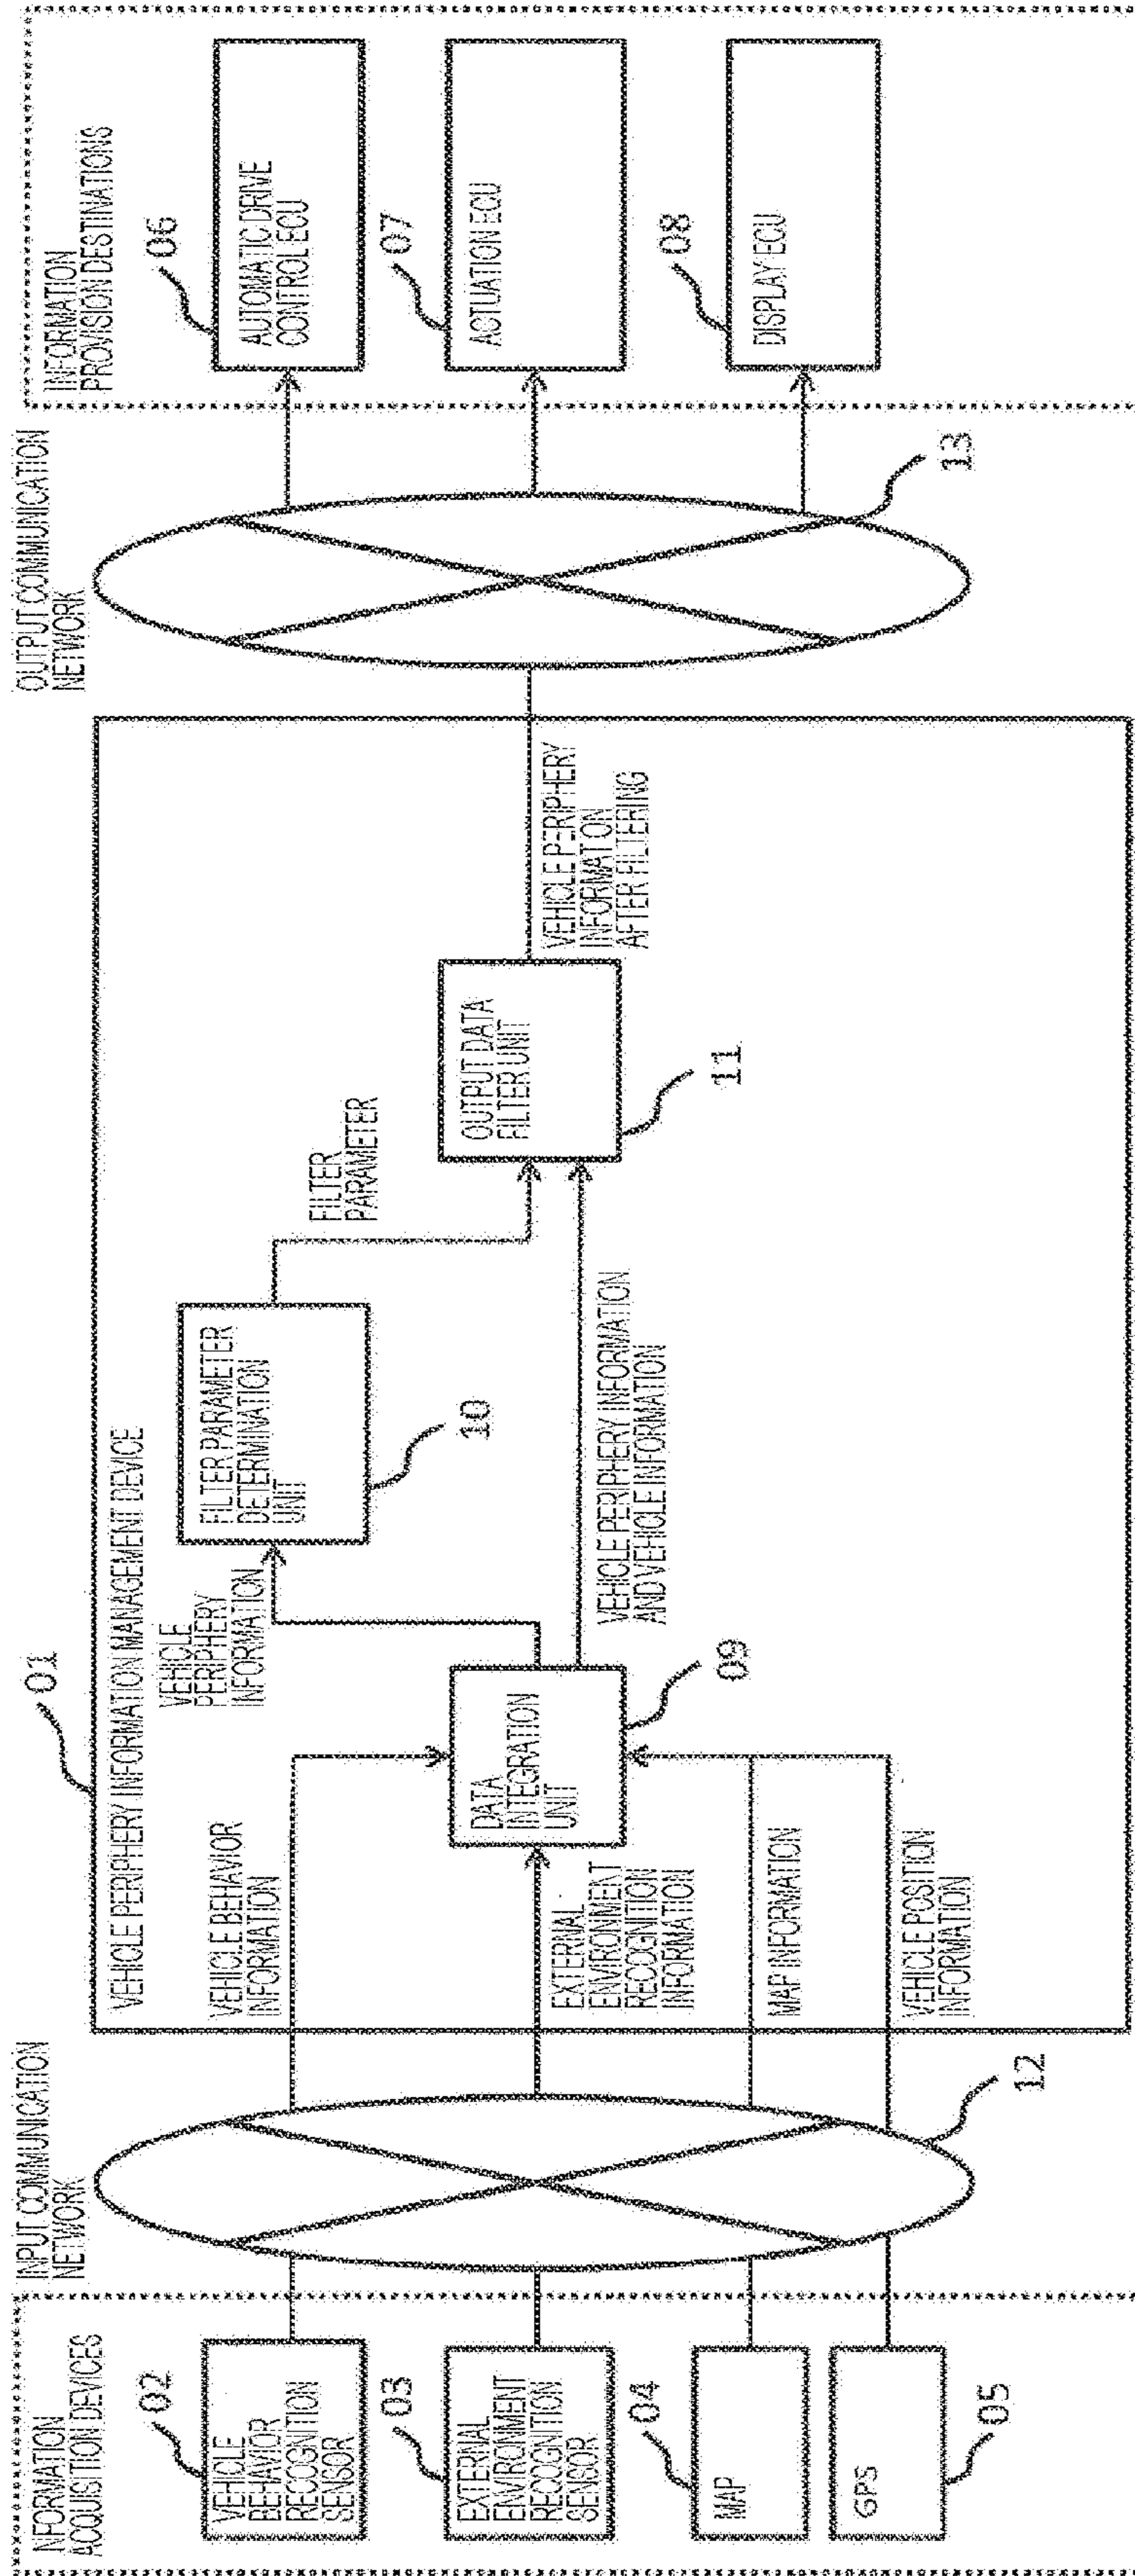 INFORMATION
ACQUISITION DEVICES
02
VEHICLE
BEHAVIOR
RECOGNITION
SENSOR
03
EXTERNAL
ENVIRONMENT
RECOGNITION
SENSOR
04
MAP
05
GPS
INPUT COMMUNICATION
NETWORK
12
01
VEHICLE PERIPHERY INFORMATION MANAGEMENT DEVICE
VEHICLE BEHAVIOR
INFORMATION
EXTERNAL
ENVIRONMENT
RECOGNITION
INFORMATION
MAP INFORMATION
VEHICLE POSITION
INFORMATION
DATA
INTEGRATION
UNIT
09
VEHICLE
PERIPHERY
INFORMATION
FILTER PARAMETER
DETERMINATION
UNIT
10
VEHICLE PERIPHERY INFORMATION
AND VEHICLE INFORMATION
FILTER
PARAMETER
OUTPUT DATA
FILTER UNIT
11
VEHICLE PERIPHERY
INFORMATION
AFTER FILTERING
OUTPUT COMMUNICATION
NETWORK
13
INFORMATION
PROVISION DESTINATIONS
06
AUTOMATIC DRIVE
CONTROL ECU
07
ACTUATION ECU
08
DISPLAY ECU